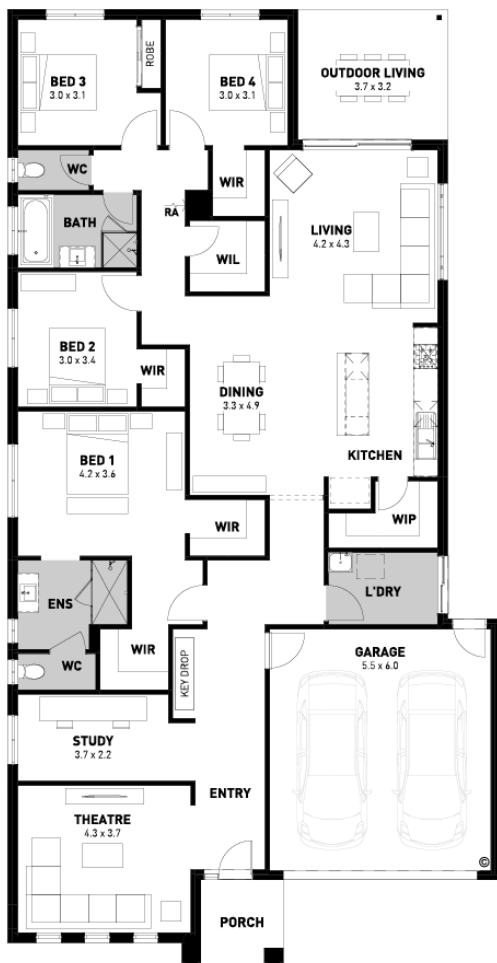 BED 3
3.0 x 3.1
ROBE
BED 4
3.0 x 3.1
OUTDOOR LIVING
3.7 x 3.2
WC
WIR
BATH
RA
LIVING
4.2 x 4.3
WIL
BED 2
3.0 x 3.4
WIR
DINING
3.3 x 4.9
KITCHEN
BED 1
4.2 x 3.6
WIR
WIP
ENS
L'DRY
WIR
WC
KEY DROP
GARAGE
5.5 x 6.0
STUDY
3.7 x 2.2
ENTRY
THEATRE
4.3 x 3.7
©
PORCH